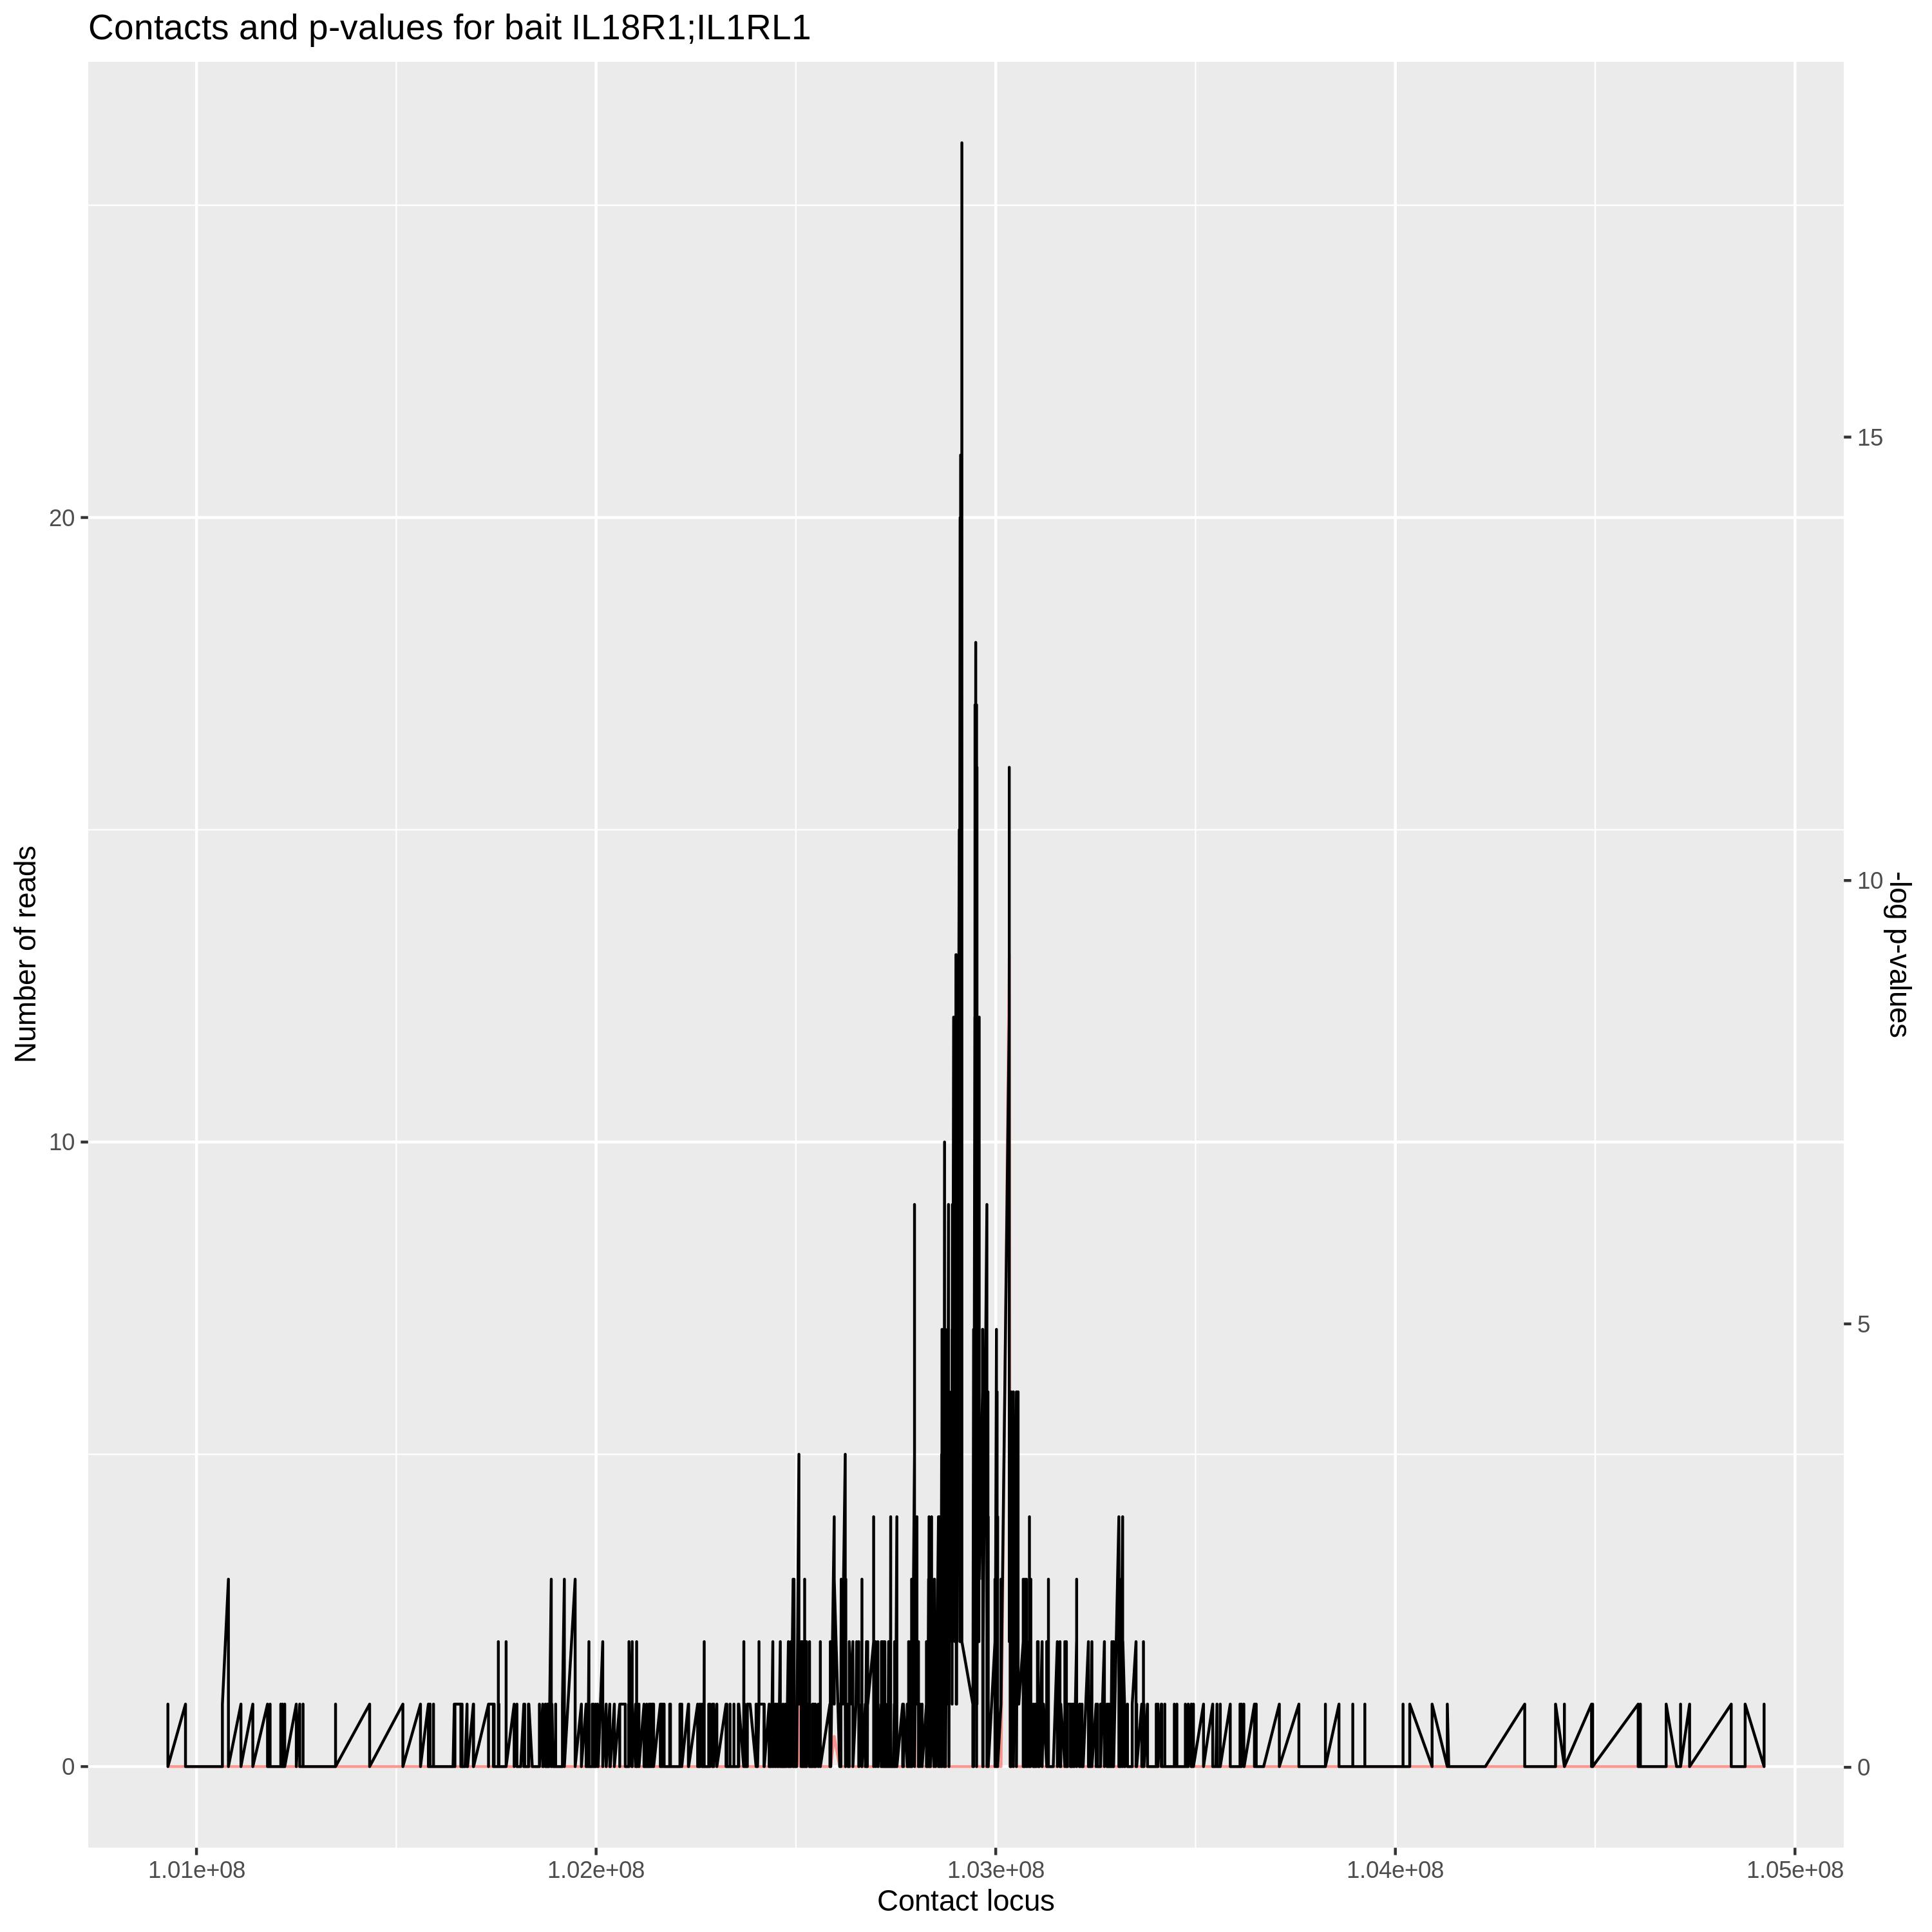 Contacts and p-values for bait IL18R1;IL1RL1
Number of reads
20
10
0
15
10
5
0
-log p-values
1.01e+08 1.02e+08 1.03e+08 1.04e+08 1.05e+08
Contact locus